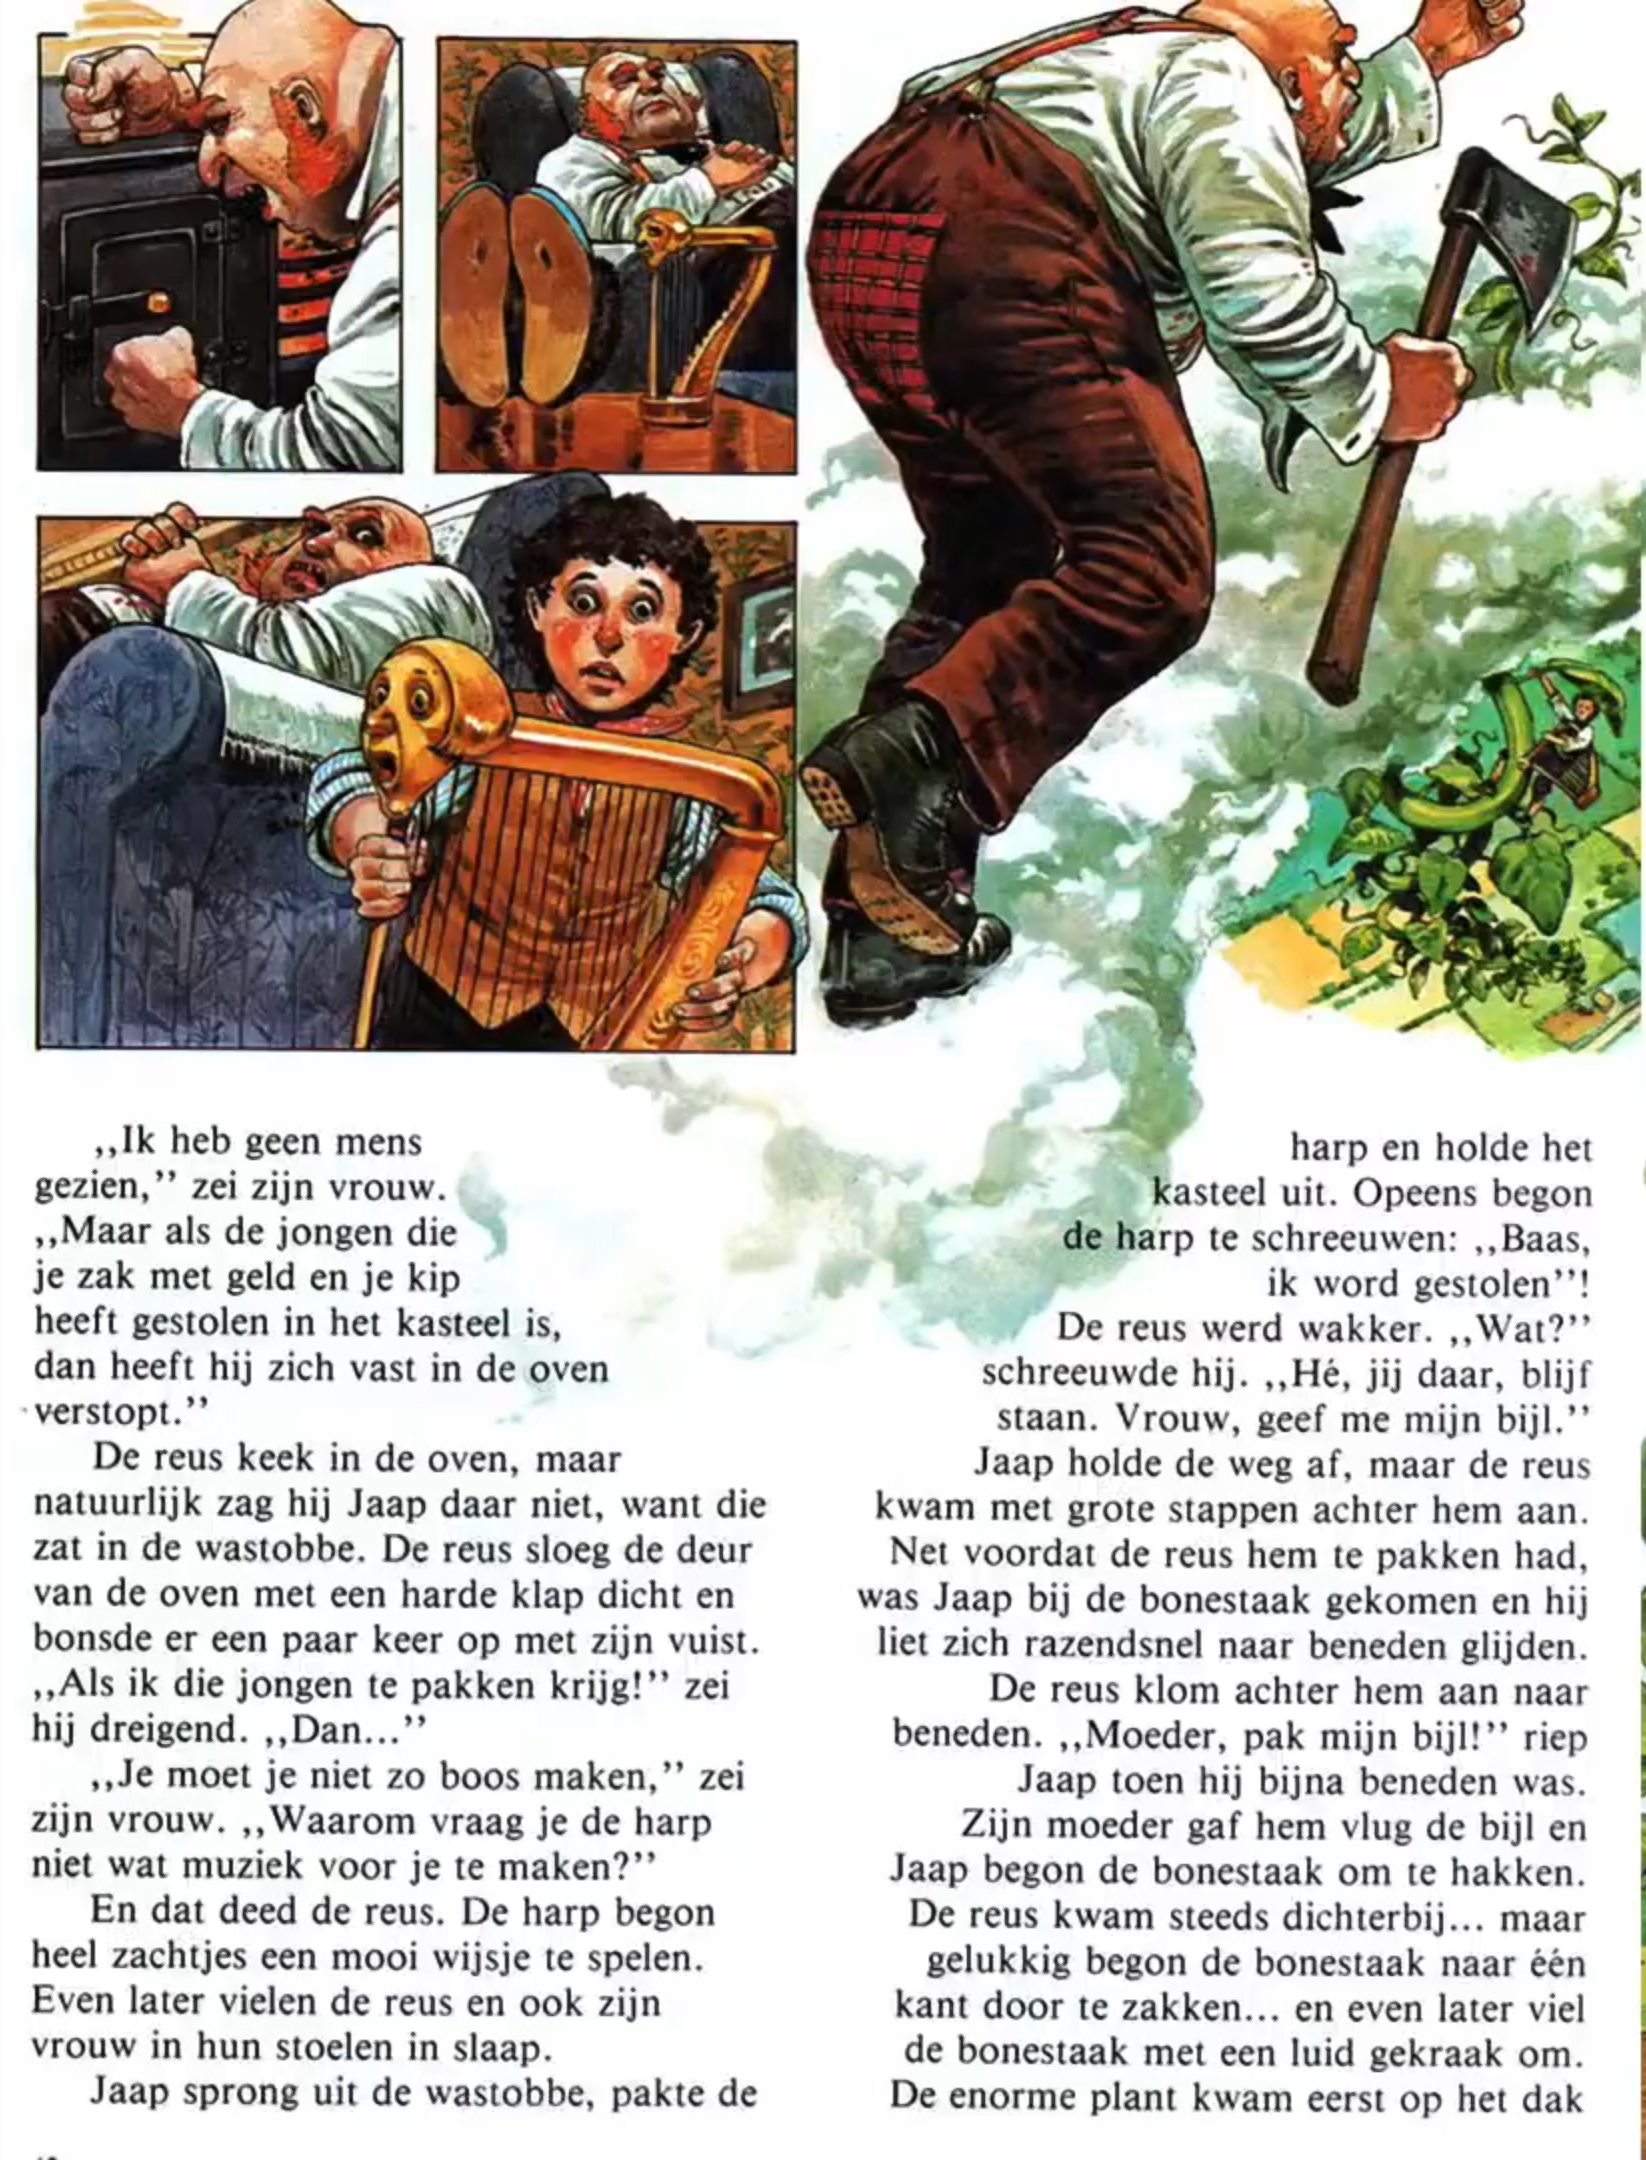 ,,Ik heb geen mens
gezien,’’ zei zijn vrouw.
,,Maar als de jongen die
je zak met geld en je kip
heeft gestolen in het kasteel is,
dan heeft hij zich vast in de oven
verstopt.’’
De reus keek in de oven, maar
natuurlijk zag hij Jaap daar niet, want die
zat in de wastobbe. De reus sloeg de deur
van de oven met een harde klap dicht en
bonsde er een paar keer op met zijn vuist.
,,Als ik die jongen te pakken krijg!’’ zei
hij dreigend. ,,Dan...’’
,,Je moet je niet zo boos maken,’’ zei
zijn vrouw. ,,Waarom vraag je de harp
niet wat muziek voor je te maken?’’
En dat deed de reus. De harp begon
heel zachtjes een mooi wijsje te spelen.
Even later vielen de reus en ook zijn
vrouw in hun stoelen in slaap.
Jaap sprong uit de wastobbe, pakte de
harp en holde het
kasteel uit. Opeens begon
de harp te schreeuwen: ,,Baas,
ik word gestolen’’!
De reus werd wakker. ,,Wat?’’
schreeuwde hij. ,,Hé, jij daar, blijf
staan. Vrouw, geef me mijn bijl.’’
Jaap holde de weg af, maar de reus
kwam met grote stappen achter hem aan.
Net voordat de reus hem te pakken had,
was Jaap bij de bonestaak gekomen en hij
liet zich razendsnel naar beneden glijden.
De reus klom achter hem aan naar
beneden. ,,Moeder, pak mijn bijl!’’ riep
Jaap toen hij bijna beneden was.
Zijn moeder gaf hem vlug de bijl en
Jaap begon de bonestaak om te hakken.
De reus kwam steeds dichterbij... maar
gelukkig begon de bonestaak naar één
kant door te zakken... en even later viel
de bonestaak met een luid gekraak om.
De enorme plant kwam eerst op het dak